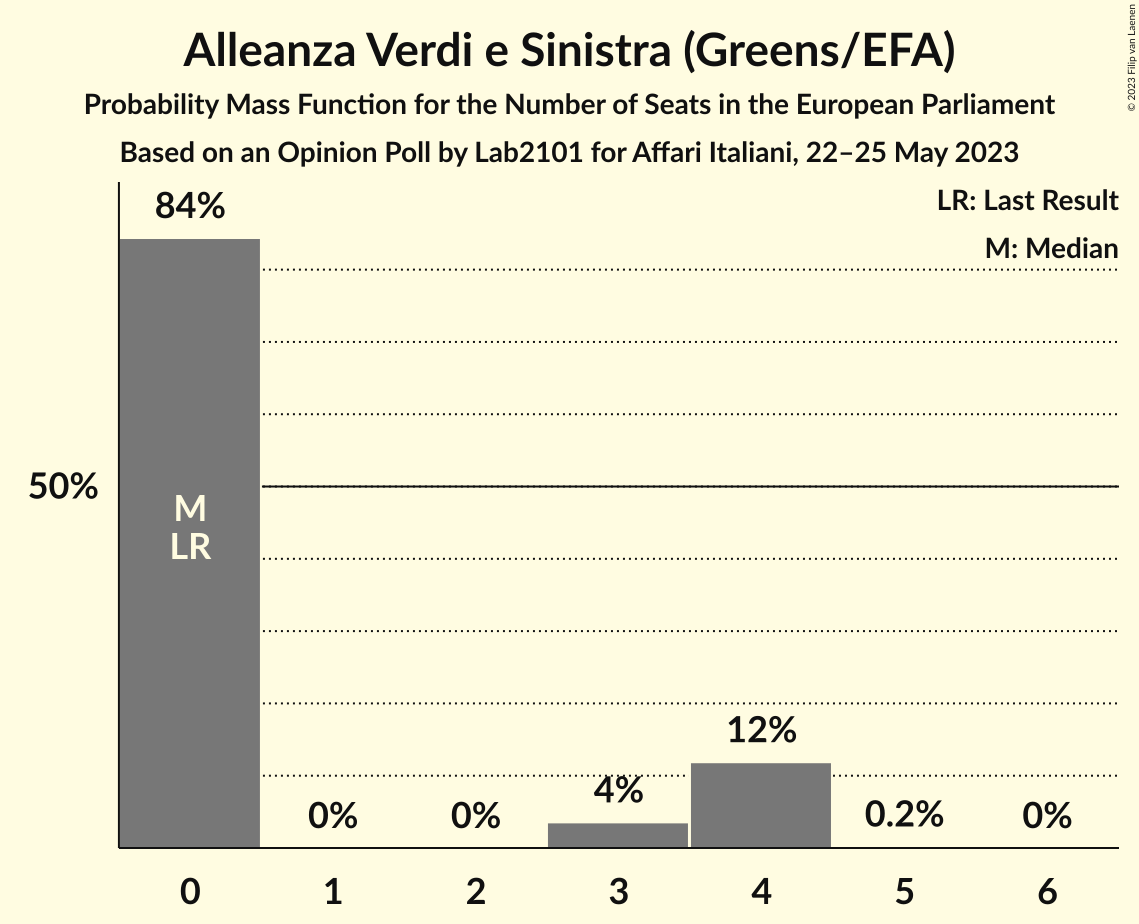 Alleanza Verdi e Sinistra (Greens/EFA)
Probability Mass Function for the Number of Seats in the European Parliament
Based on an Opinion Poll by Lab2101 for Affari Italiani, 22–25 May 2023
© 2023 Filip van Laenen
LR: Last Result
M: Median
84%
50%
M
LR
0%
0%
4%
12%
0.2%
0%
0
1
2
3
4
5
6